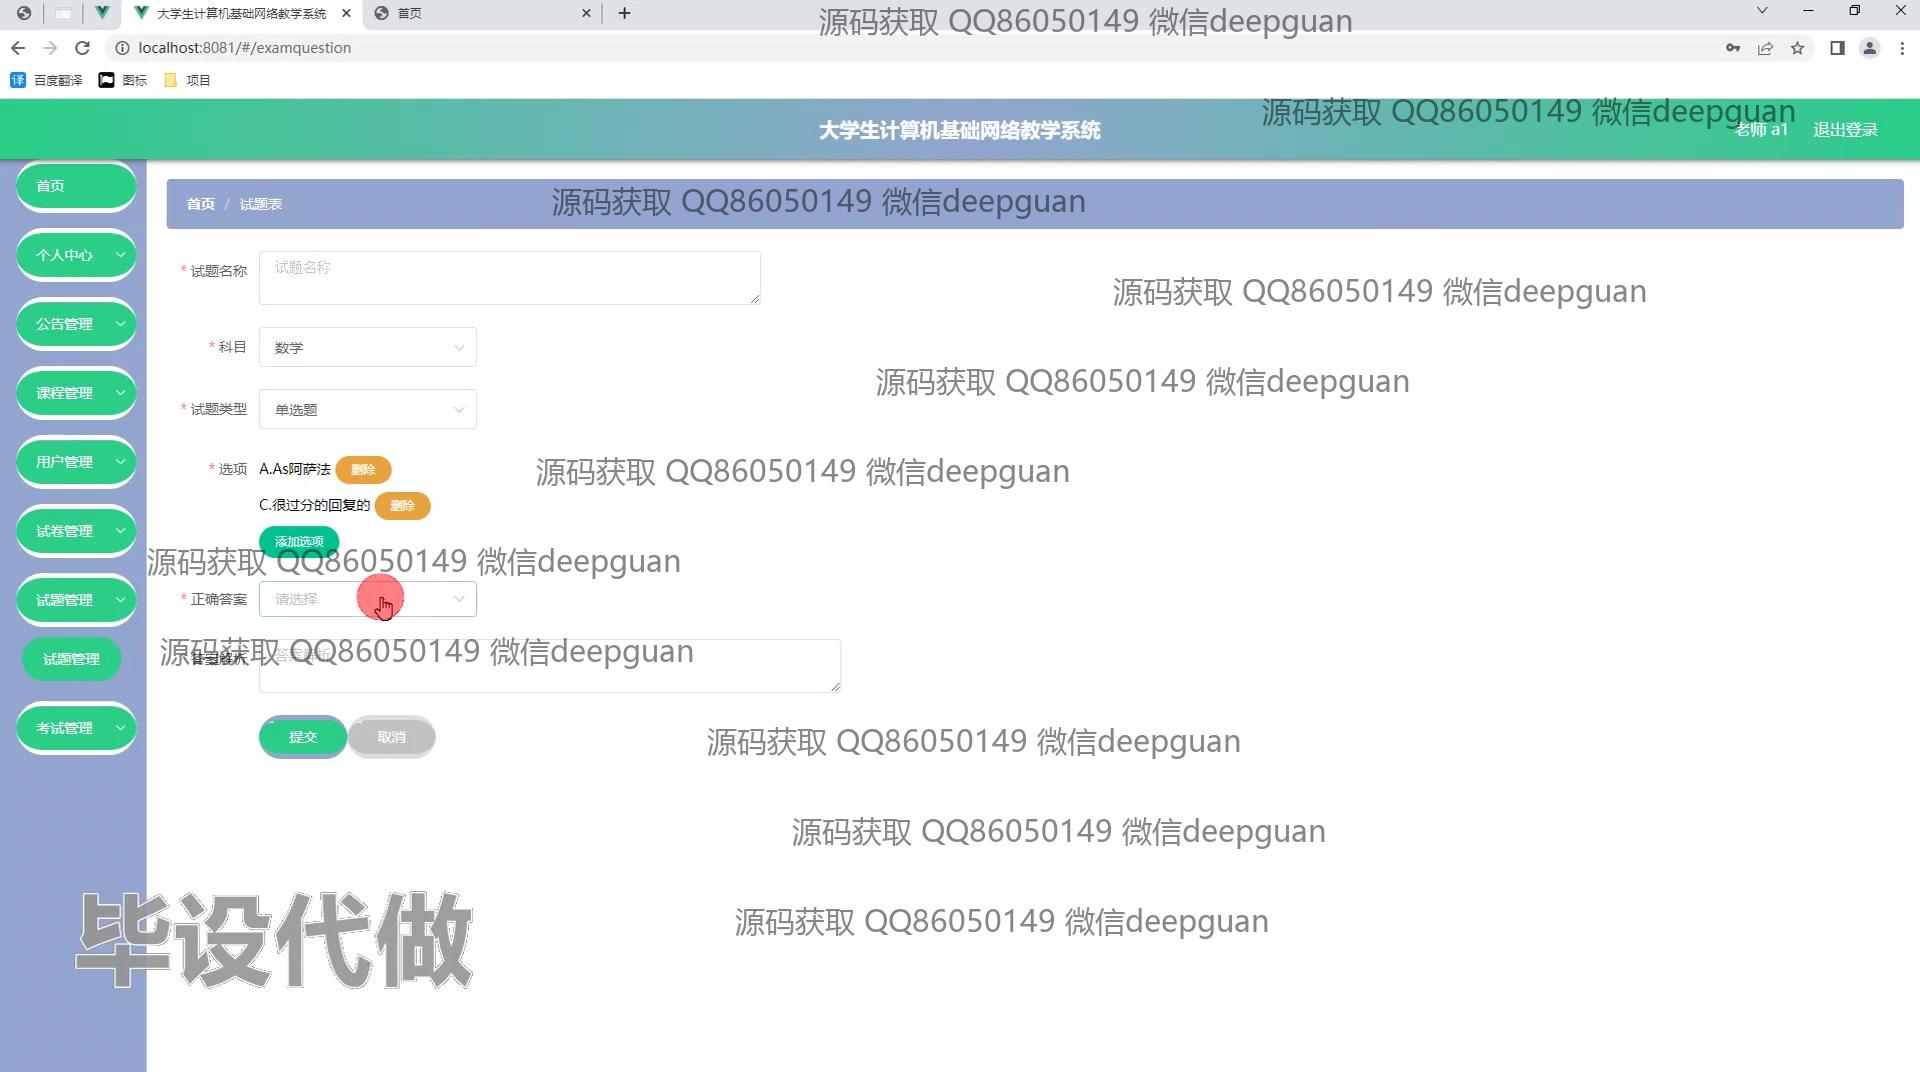 大学生计算机基础网络教学系统
首页
源码获取 QQ86050149 微信deepguan
localhost:8081/#/examquestion
百度翻译
图标
项目
大学生计算机基础网络教学系统
源码获取 QQ86050149 微信deepguan
老师 a1
退出登录
首页
首页 / 试题表
源码获取 QQ86050149 微信deepguan
个人中心
* 试题名称
试题名称
源码获取 QQ86050149 微信deepguan
公告管理
* 科目
数学
源码获取 QQ86050149 微信deepguan
课程管理
* 试题类型
单选题
用户管理
* 选项
A.As阿萨法
删除
源码获取 QQ86050149 微信deepguan
C.很过分的回复的
删除
试卷管理
添加选项
源码获取 QQ86050149 微信deepguan
试题管理
* 正确答案
请选择
试题管理
* 答案解析
答案解析
源码获取 QQ86050149 微信deepguan
考试管理
提交
取消
源码获取 QQ86050149 微信deepguan
源码获取 QQ86050149 微信deepguan
源码获取 QQ86050149 微信deepguan
毕设代做